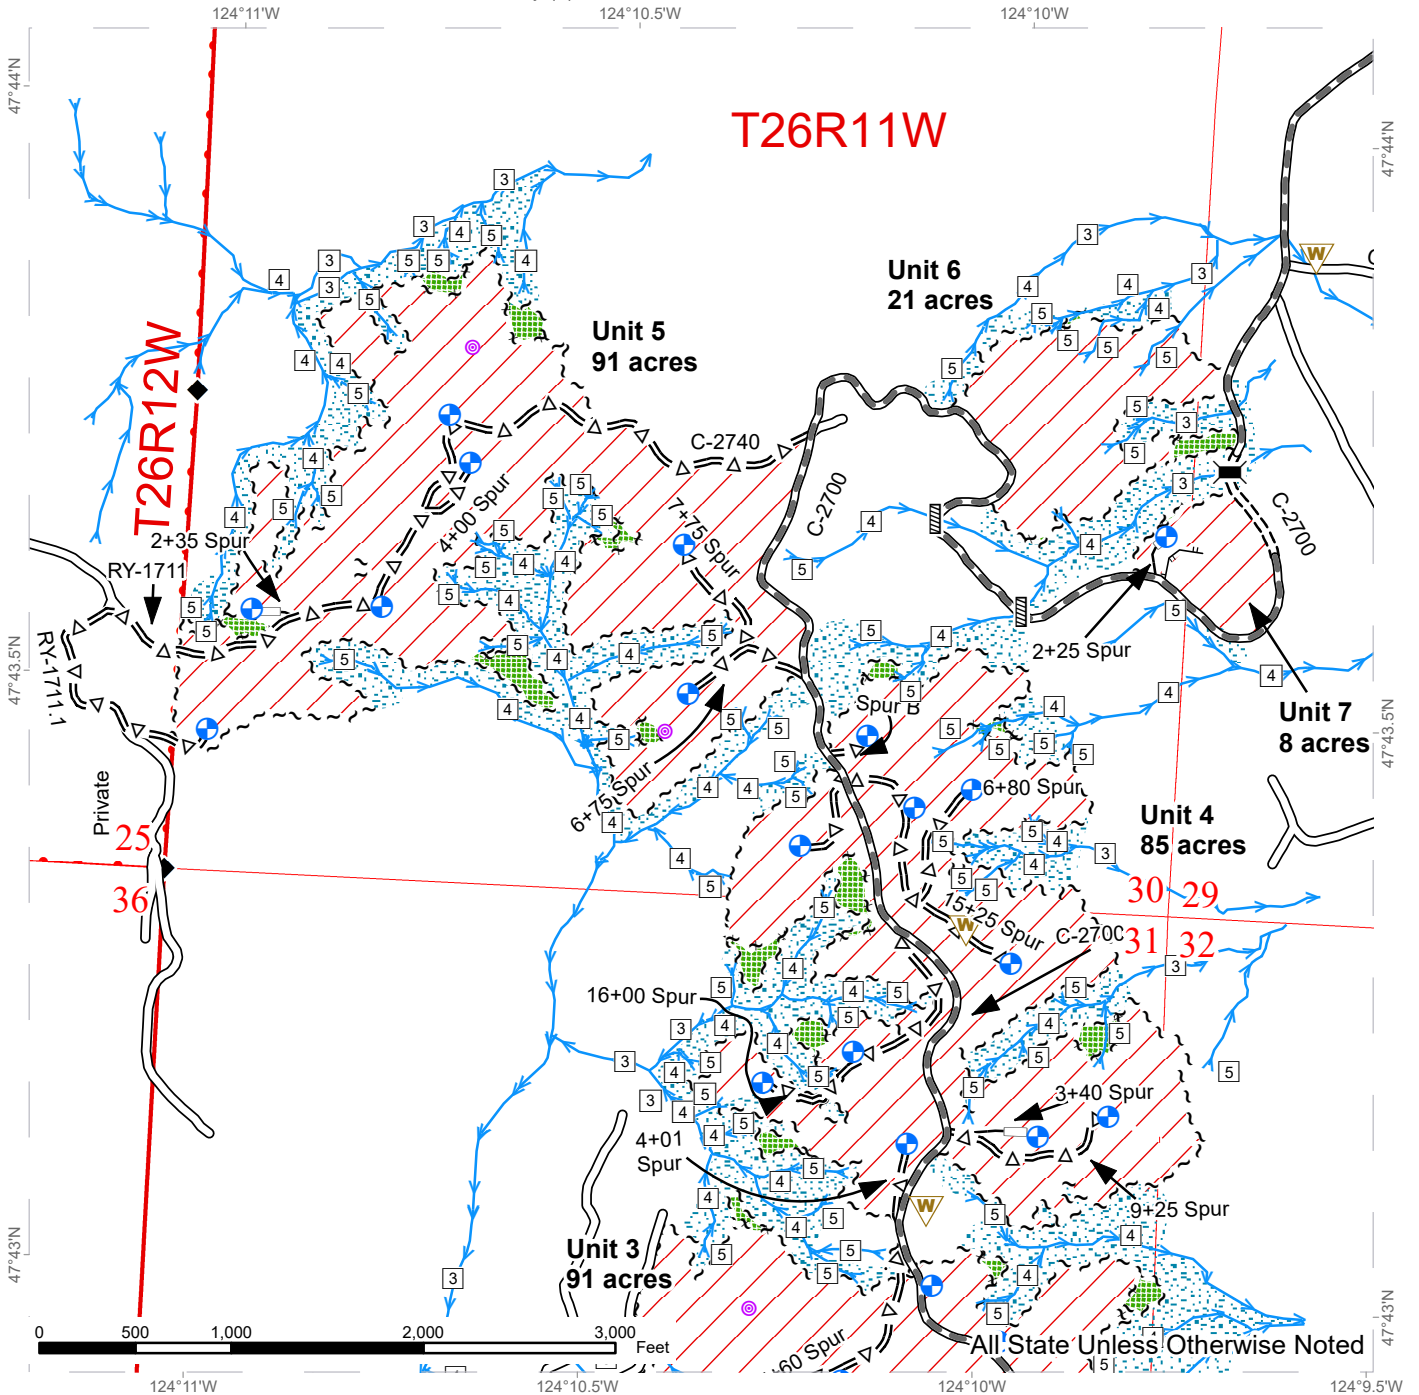 124°11'W
124°10.5'W
124°10'W
47°44'N
47°44'N
T26R11W
T26R12W
Unit 6
21 acres
Unit 5
91 acres
C-2740
C-2700
C-2700
4+00 Spur
7+75 Spur
2+35 Spur
RY-1711
RY-1711.1
47°43.5'N
47°43.5'N
2+25 Spur
Unit 7
8 acres
Spur B
6+75 Spur
6+80 Spur
Private
25
36
Unit 4
85 acres
30 29
31 32
15+25 Spur
C-2700
16+00 Spur
3+40 Spur
4+01
Spur
9+25 Spur
Unit 3
91 acres
47°43'N
47°43'N
+60 Spur
0 500 1,000 2,000 3,000
Feet
All State Unless Otherwise Noted
124°11'W
124°10.5'W
124°10'W
124°9.5'W